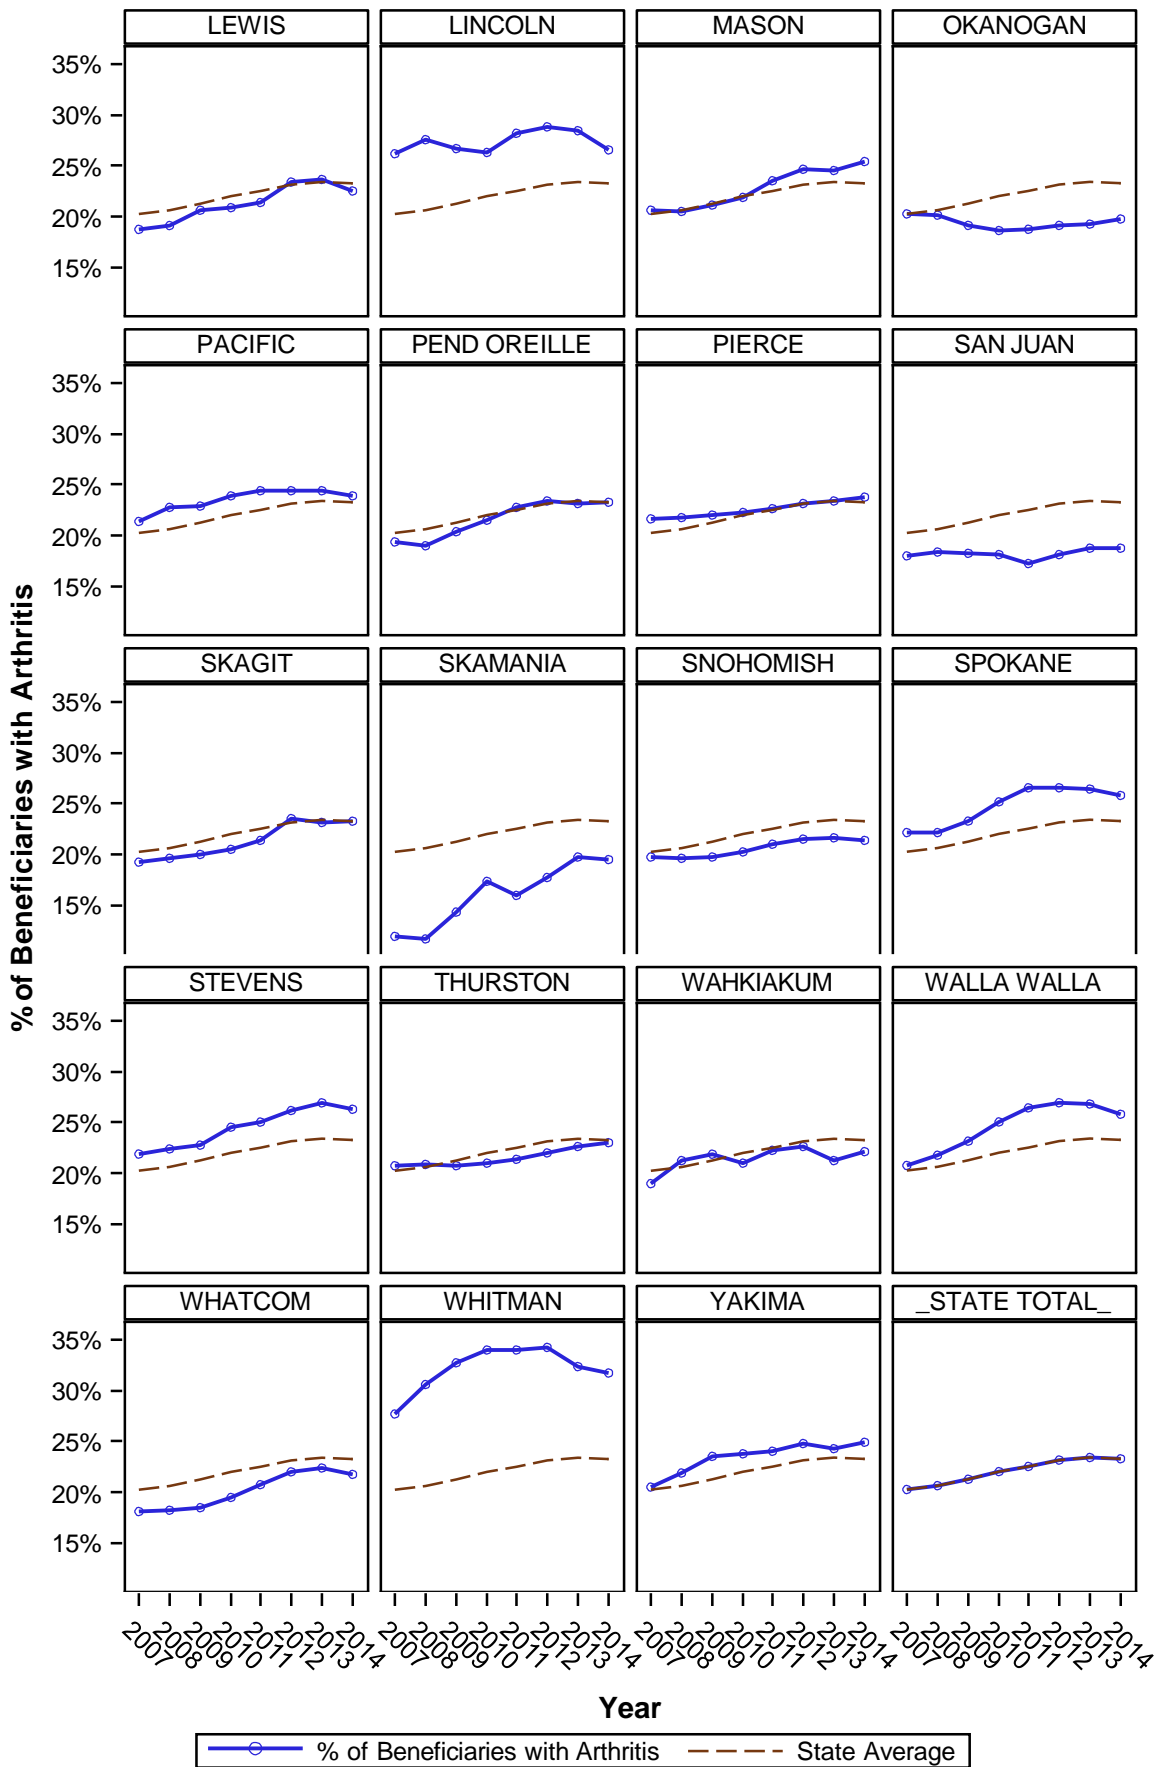 LEWIS LINCOLN MASON OKANOGAN
35%
30%
25%
20%
15%
PACIFIC PEND OREILLE PIERCE SAN JUAN
35%
30%
25%
20%
15%
% of Beneficiaries with Arthritis
SKAGIT SKAMANIA SNOHOMISH SPOKANE
35%
30%
25%
20%
15%
STEVENS THURSTON WAHKIAKUM WALLA WALLA
35%
30%
25%
20%
15%
WHATCOM WHITMAN YAKIMA _STATE TOTAL_
35%
30%
25%
20%
15%
2007 2008 2009 2010 2011 2012 2013 2014 2007 2008 2009 2010 2011 2012 2013 2014 2007 2008 2009 2010 2011 2012 2013 2014 2007 2008 2009 2010 2011 2012 2013 2014
Year
% of Beneficiaries with Arthritis State Average